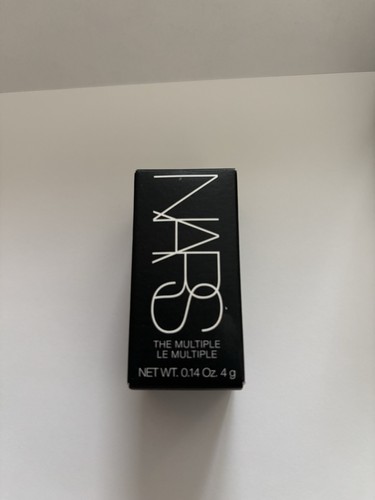 NARS
THE MULTIPLE
LE MULTIPLE
NET WT. 0.14 Oz. 4 g